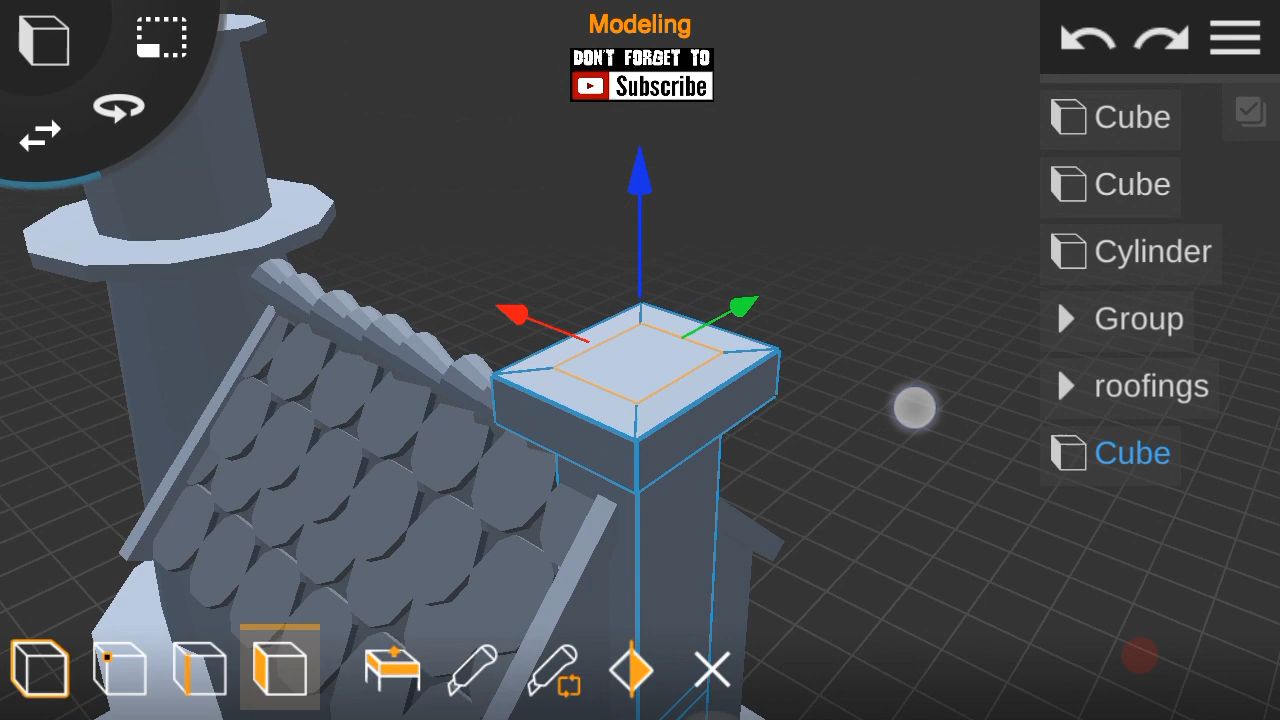 Modeling
DON'T FORGET TO
Subscribe
Cube
Cube
Cylinder
Group
roofings
Cube